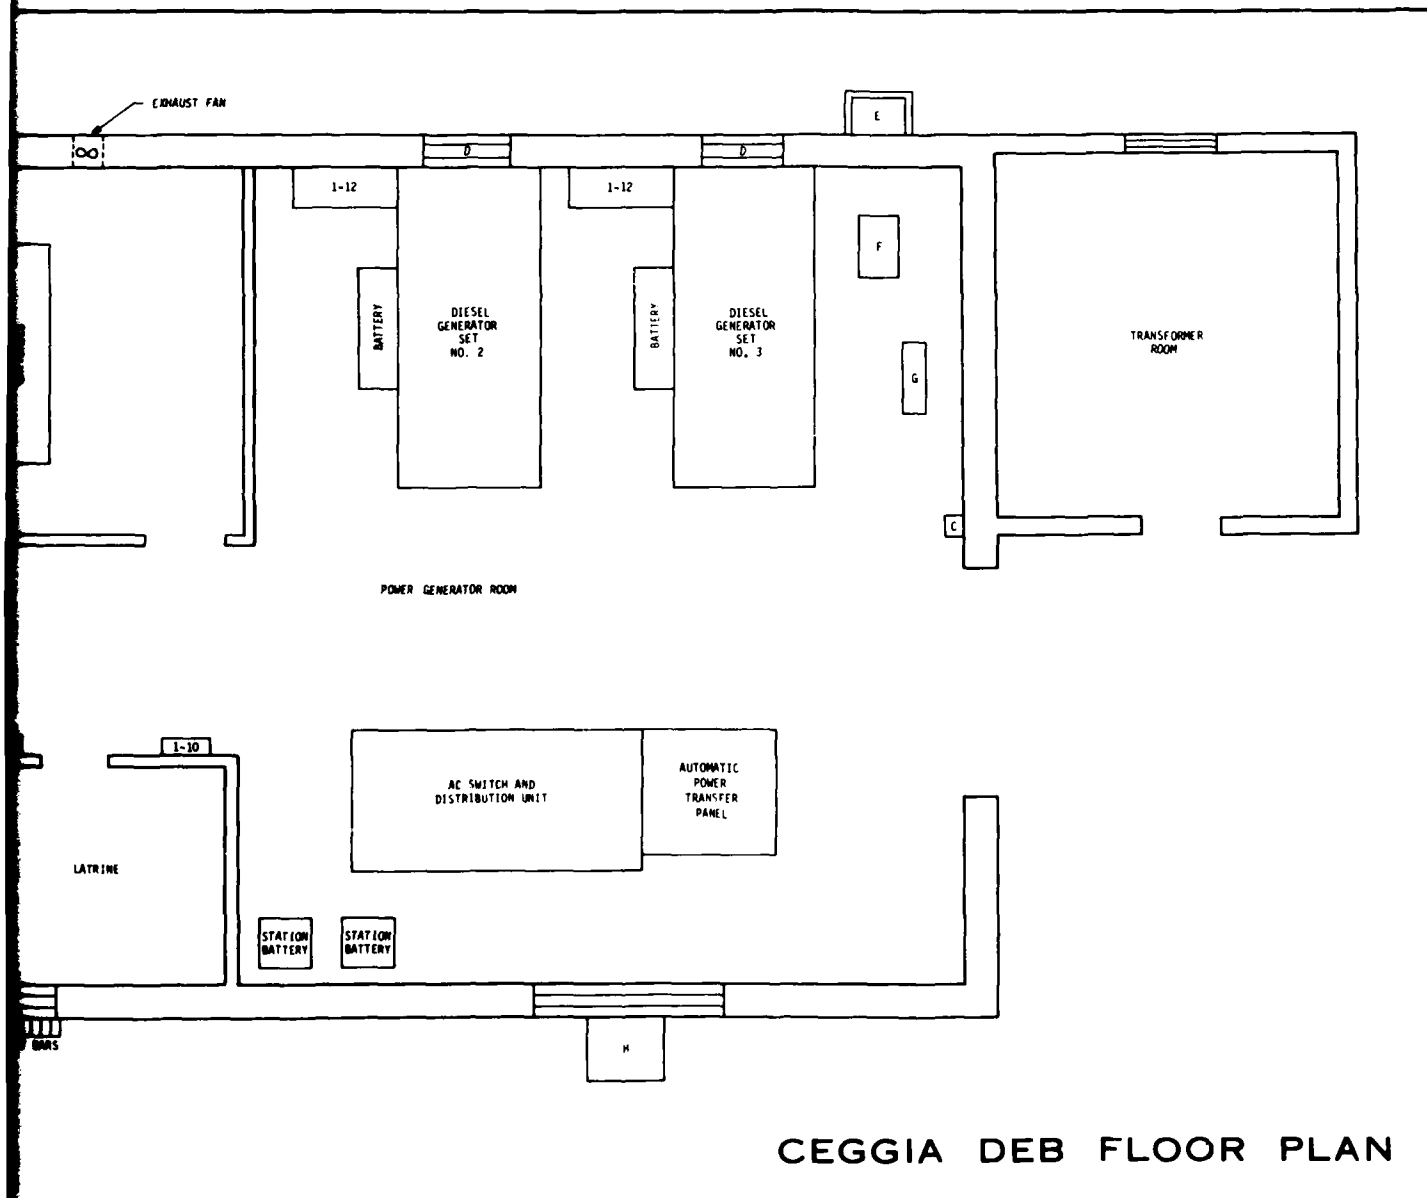 EXHAUST FAN
E
D
D
1-12
1-12
F
BATTERY
DIESEL
GENERATOR
SET
NO. 2
BATTERY
DIESEL
GENERATOR
SET
NO. 3
G
TRANSFORMER
ROOM
C
POWER GENERATOR ROOM
1-10
AC SWITCH AND
DISTRIBUTION UNIT
AUTOMATIC
POWER
TRANSFER
PANEL
LATRINE
STATION
BATTERY
STATION
BATTERY
BARS
H
CEGGIA DEB FLOOR PLAN